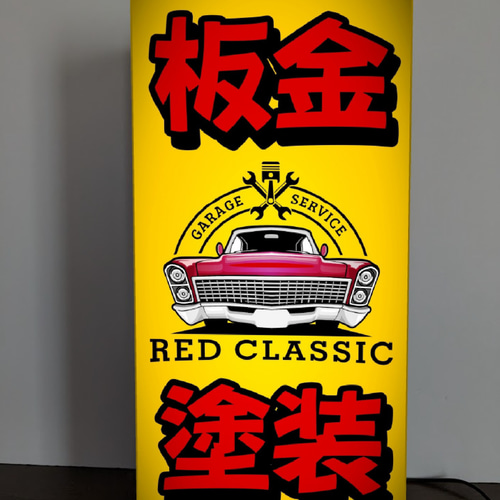 板金
GARAGE SERVICE
RED CLASSIC
塗装